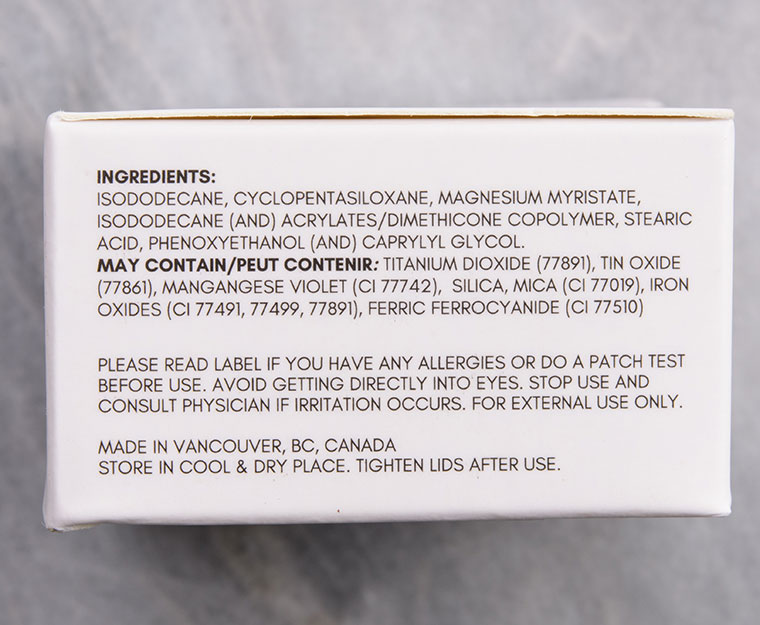 INGREDIENTS:
ISODODECANE, CYCLOPENTASILOXANE, MAGNESIUM MYRISTATE,
ISODODECANE (AND) ACRYLATES/DIMETHICONE COPOLYMER, STEARIC
ACID, PHENOXYETHANOL (AND) CAPRYLYL GLYCOL.
MAY CONTAIN/PEUT CONTENIR: TITANIUM DIOXIDE (77891), TIN OXIDE
(77861), MANGANGESE VIOLET (CI 77742), SILICA, MICA (CI 77019), IRON
OXIDES (CI 77491, 77499, 77891), FERRIC FERROCYANIDE (CI 77510)
PLEASE READ LABEL IF YOU HAVE ANY ALLERGIES OR DO A PATCH TEST
BEFORE USE. AVOID GETTING DIRECTLY INTO EYES. STOP USE AND
CONSULT PHYSICIAN IF IRRITATION OCCURS. FOR EXTERNAL USE ONLY.
MADE IN VANCOUVER, BC, CANADA
STORE IN COOL & DRY PLACE. TIGHTEN LIDS AFTER USE.